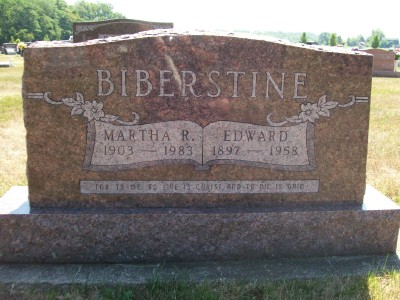 BIBERSTINE
MARTHA R.
1903 — 1983
EDWARD
1897 — 1958
FOR TO ME, TO LIVE IS CHRIST, AND TO DIE IS GAIN